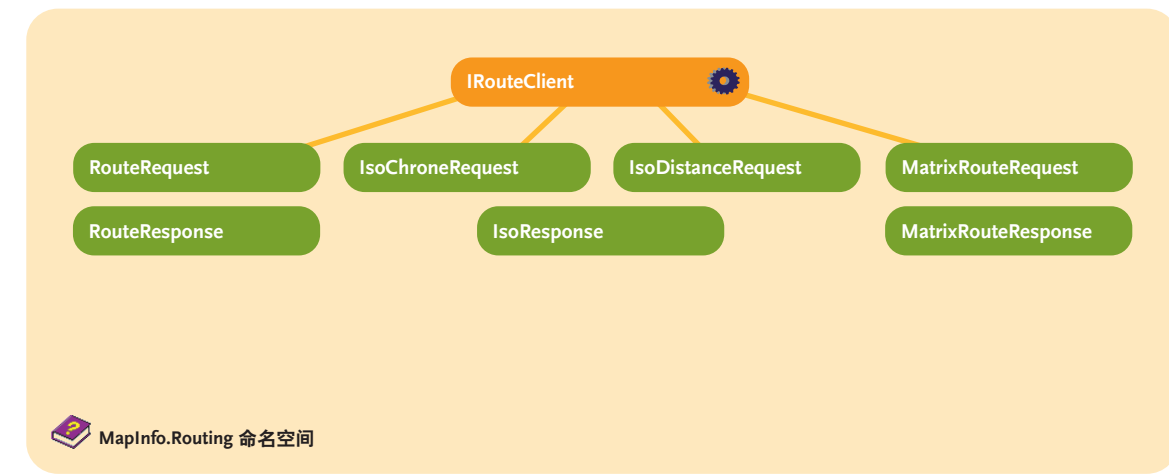 IRouteClient
RouteRequest
IsoChroneRequest
IsoDistanceRequest
MatrixRouteRequest
RouteResponse
IsoResponse
MatrixRouteResponse
MapInfo.Routing 命名空间